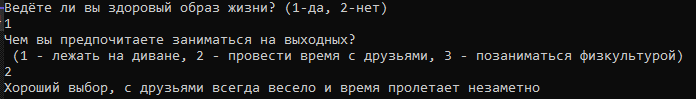 Ведёте ли вы здоровый образ жизни? (1-да, 2-нет)
1
Чем вы предпочитаете заниматься на выходных?
(1 - лежать на диване, 2 - провести время с друзьями, 3 - позаниматься физкультурой)
2
Хороший выбор, с друзьями всегда весело и время пролетает незаметно